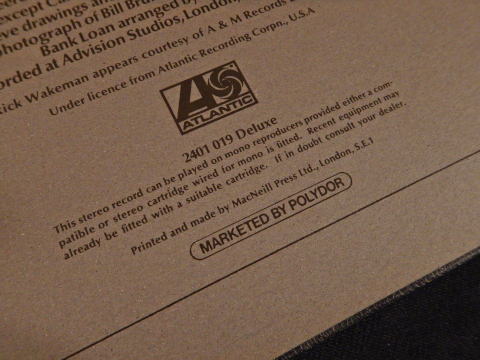 except
ve drawings and
photograph of Bill Bru
Bank Loan arranged by
orded at Advision Studios, London,
Rick Wakeman appears courtesy of A & M Records
Under licence from Atlantic Recording Corpn., U.S.A
ATLANTIC
2401 019 Deluxe
This stereo record can be played on mono reproducers provided either a com-
patible or stereo cartridge wired for mono is fitted. Recent equipment may
already be fitted with a suitable cartridge. If in doubt consult your dealer.
Printed and made by MacNeill Press Ltd., London, S.E.1
MARKETED BY POLYDOR